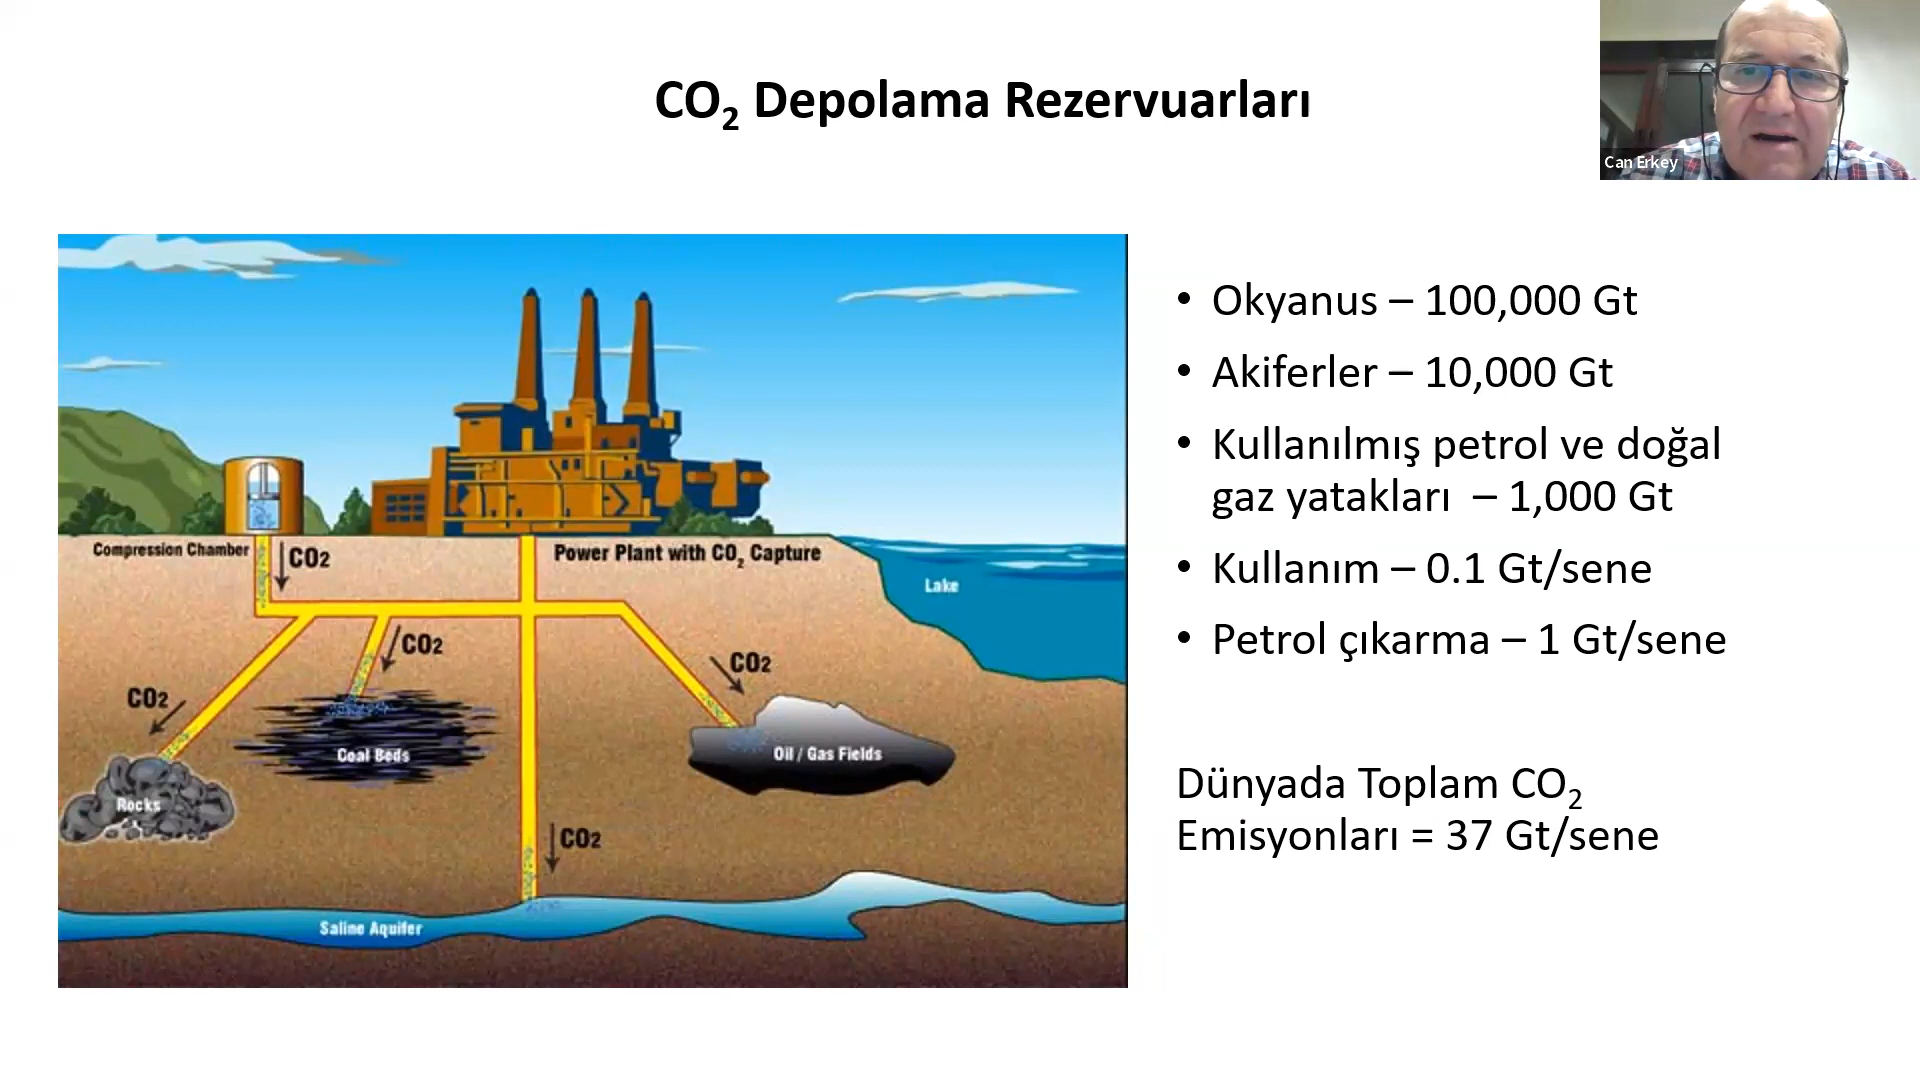 CO₂ Depolama Rezervuarları
Can Erkey
• Okyanus – 100,000 Gt
• Akiferler – 10,000 Gt
• Kullanılmış petrol ve doğal
gaz yatakları – 1,000 Gt
• Kullanım – 0.1 Gt/sene
• Petrol çıkarma – 1 Gt/sene
Dünyada Toplam CO₂
Emisyonları = 37 Gt/sene
Compression Chamber
CO2
Power Plant with CO₂ Capture
Lake
CO2
CO2
CO2
Coal Beds
Oil / Gas Fields
Rocks
CO2
Saline Aquifer